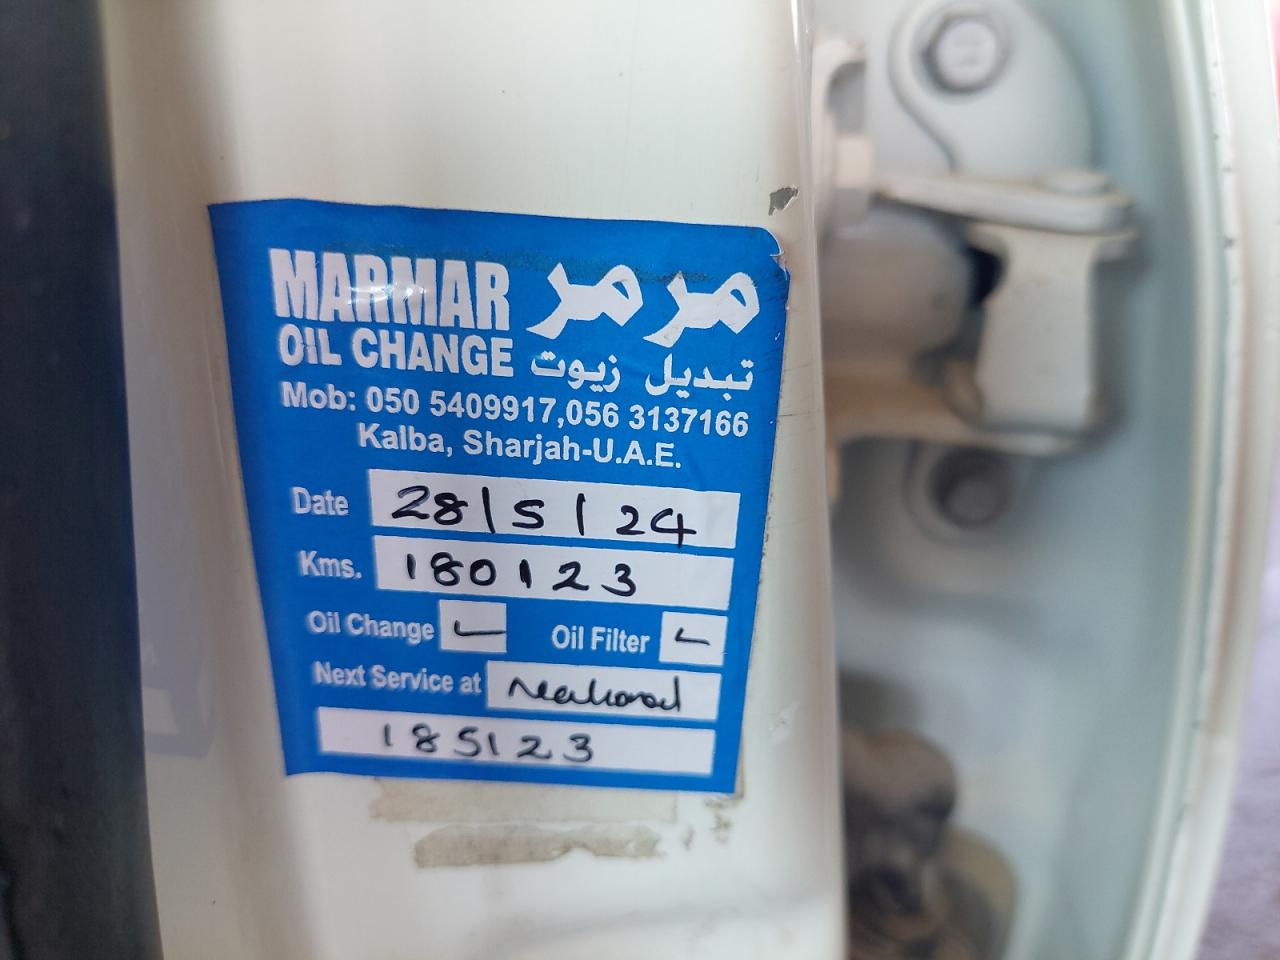 MARMAR مرمر
OIL CHANGE تبديل زيوت
Mob: 050 5409917,056 3137166
Kalba, Sharjah-U.A.E.
Date 28/5/24
Kms. 180123
Oil Change ✓ Oil Filter ✓
Next Service at
185123